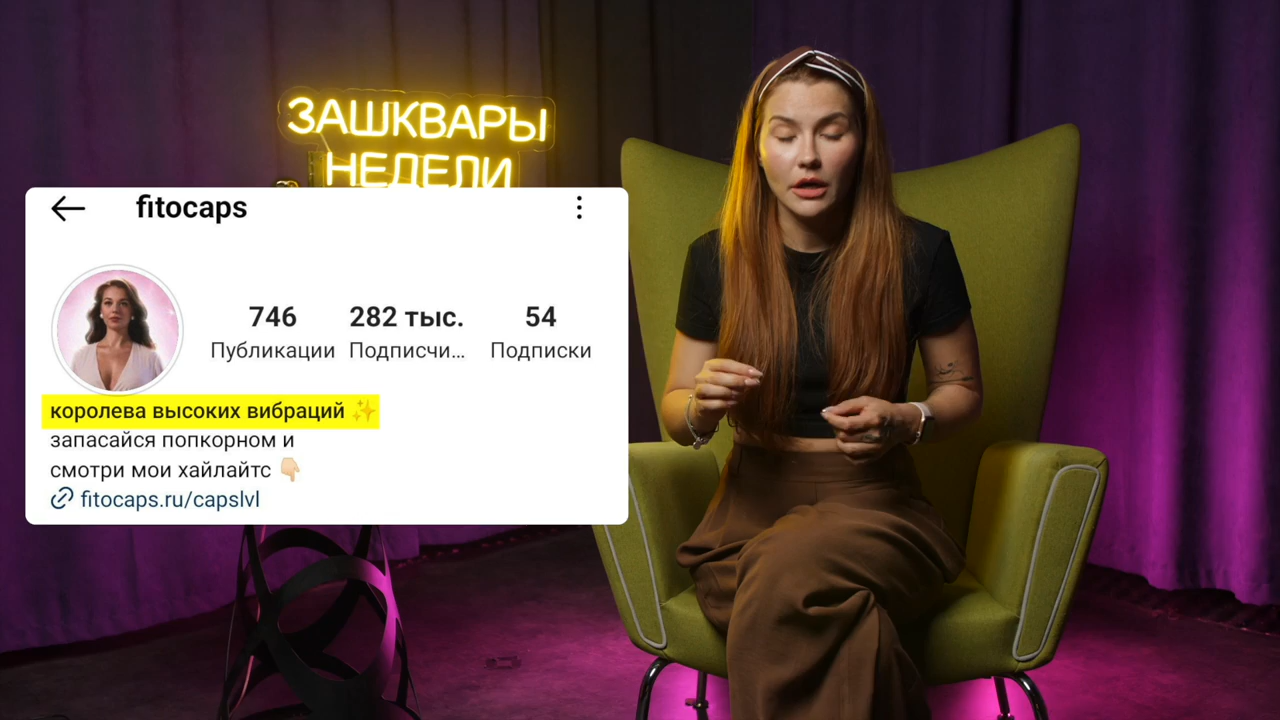 ЗАШКВАРЫ
НЕДЕЛИ
fitocaps
746
282 тыс.
54
Публикации
Подписчи...
Подписки
королева высоких вибраций ✨
запасайся попкорном и
смотри мои хайлайтс 👇🏻
fitocaps.ru/capslvl